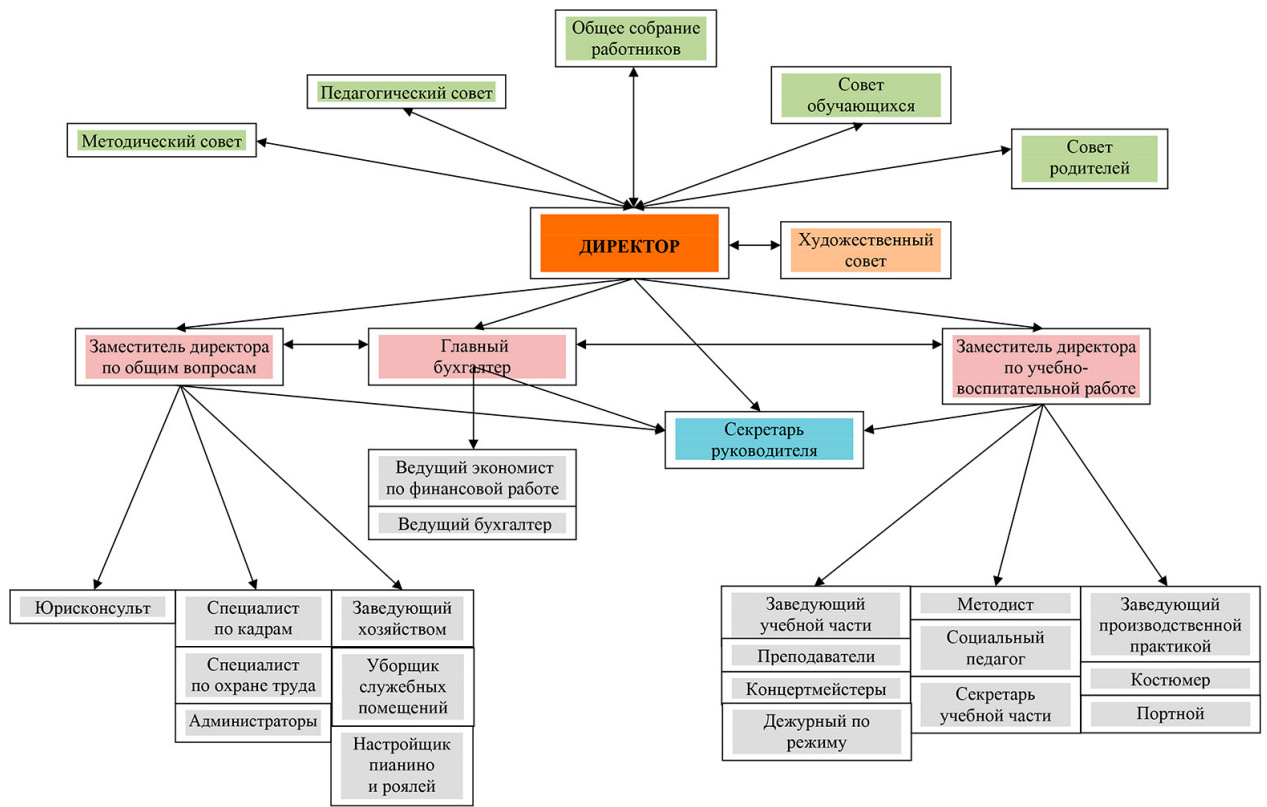 Общее собрание
работников
Педагогический совет
Совет
обучающихся
Методический совет
Совет
родителей
ДИРЕКТОР
Художественный
совет
Заместитель директора
по общим вопросам
Главный
бухгалтер
Заместитель директора
по учебно-
воспитательной работе
Секретарь
руководителя
Ведущий экономист
по финансовой работе
Ведущий бухгалтер
Юрисконсульт
Специалист
по кадрам
Специалист
по охране труда
Администраторы
Заведующий
хозяйством
Уборщик
служебных
помещений
Настройщик
пианино
и роялей
Заведующий
учебной части
Преподаватели
Концертмейстеры
Дежурный по
режиму
Методист
Социальный
педагог
Секретарь
учебной части
Заведующий
производственной
практикой
Костюмер
Портной